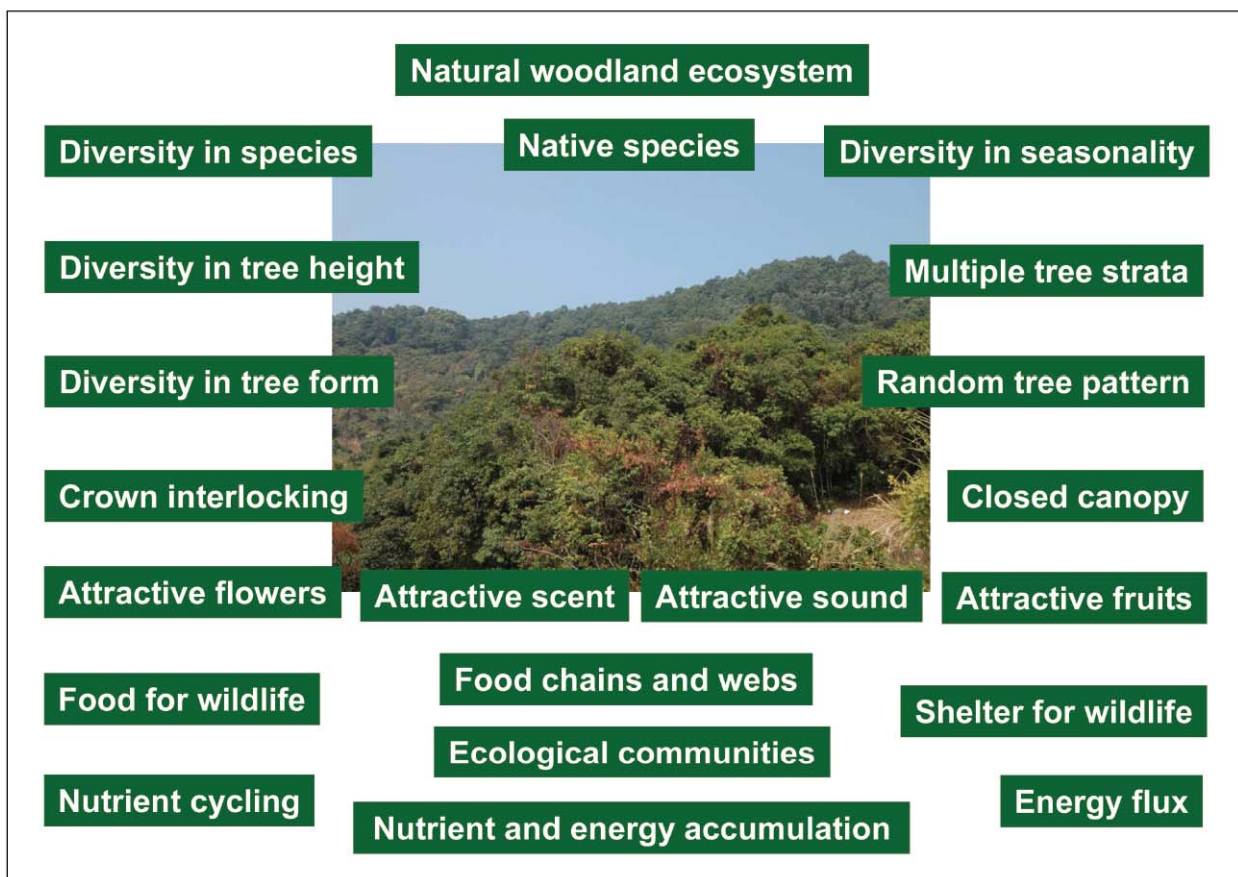 Natural woodland ecosystem
Diversity in species
Native species
Diversity in seasonality
Diversity in tree height
Multiple tree strata
Diversity in tree form
Random tree pattern
Crown interlocking
Closed canopy
Attractive flowers
Attractive scent
Attractive sound
Attractive fruits
Food for wildlife
Food chains and webs
Shelter for wildlife
Ecological communities
Nutrient cycling
Energy flux
Nutrient and energy accumulation